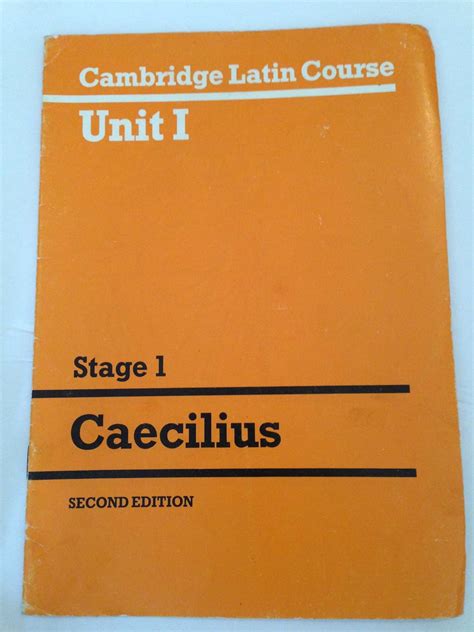 Cambridge Latin Course
Unit I
Stage 1
Caecilius
SECOND EDITION